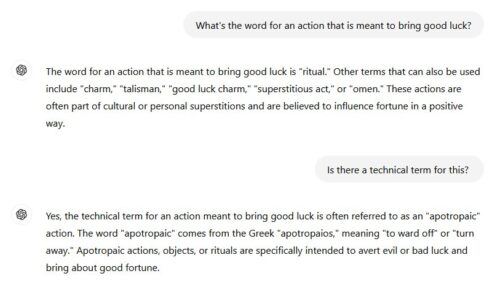 What's the word for an action that is meant to bring good luck?
The word for an action that is meant to bring good luck is "ritual." Other terms that can also be used
include "charm," "talisman," "good luck charm," "superstitious act," or "omen." These actions are
often part of cultural or personal superstitions and are believed to influence fortune in a positive
way.
Is there a technical term for this?
Yes, the technical term for an action meant to bring good luck is often referred to as an "apotropaic"
action. The word "apotropaic" comes from the Greek "apotropaios," meaning "to ward off" or "turn
away." Apotropaic actions, objects, or rituals are specifically intended to avert evil or bad luck and
bring about good fortune.